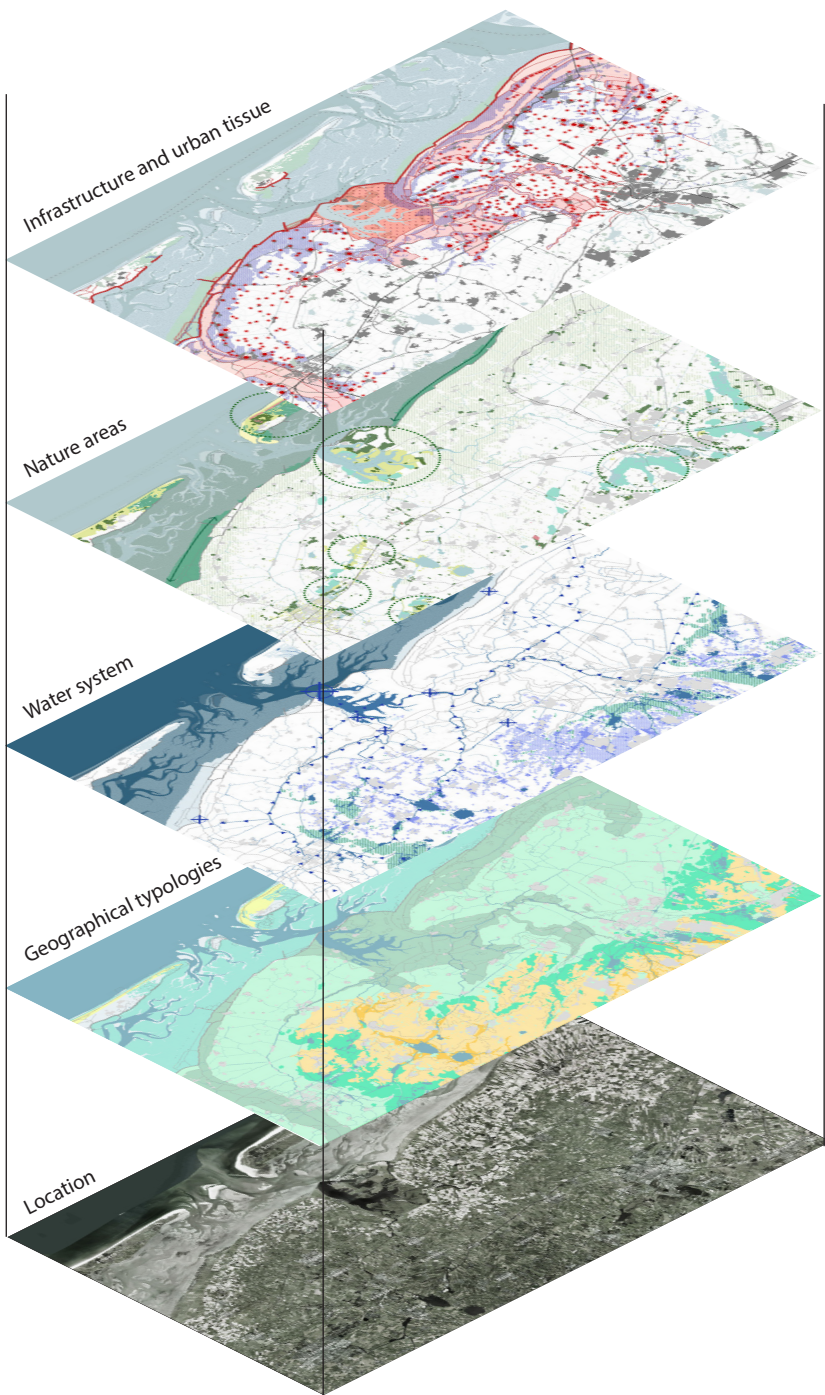 Infrastructure and urban tissue
Nature areas
Water system
Geographical typologies
Location